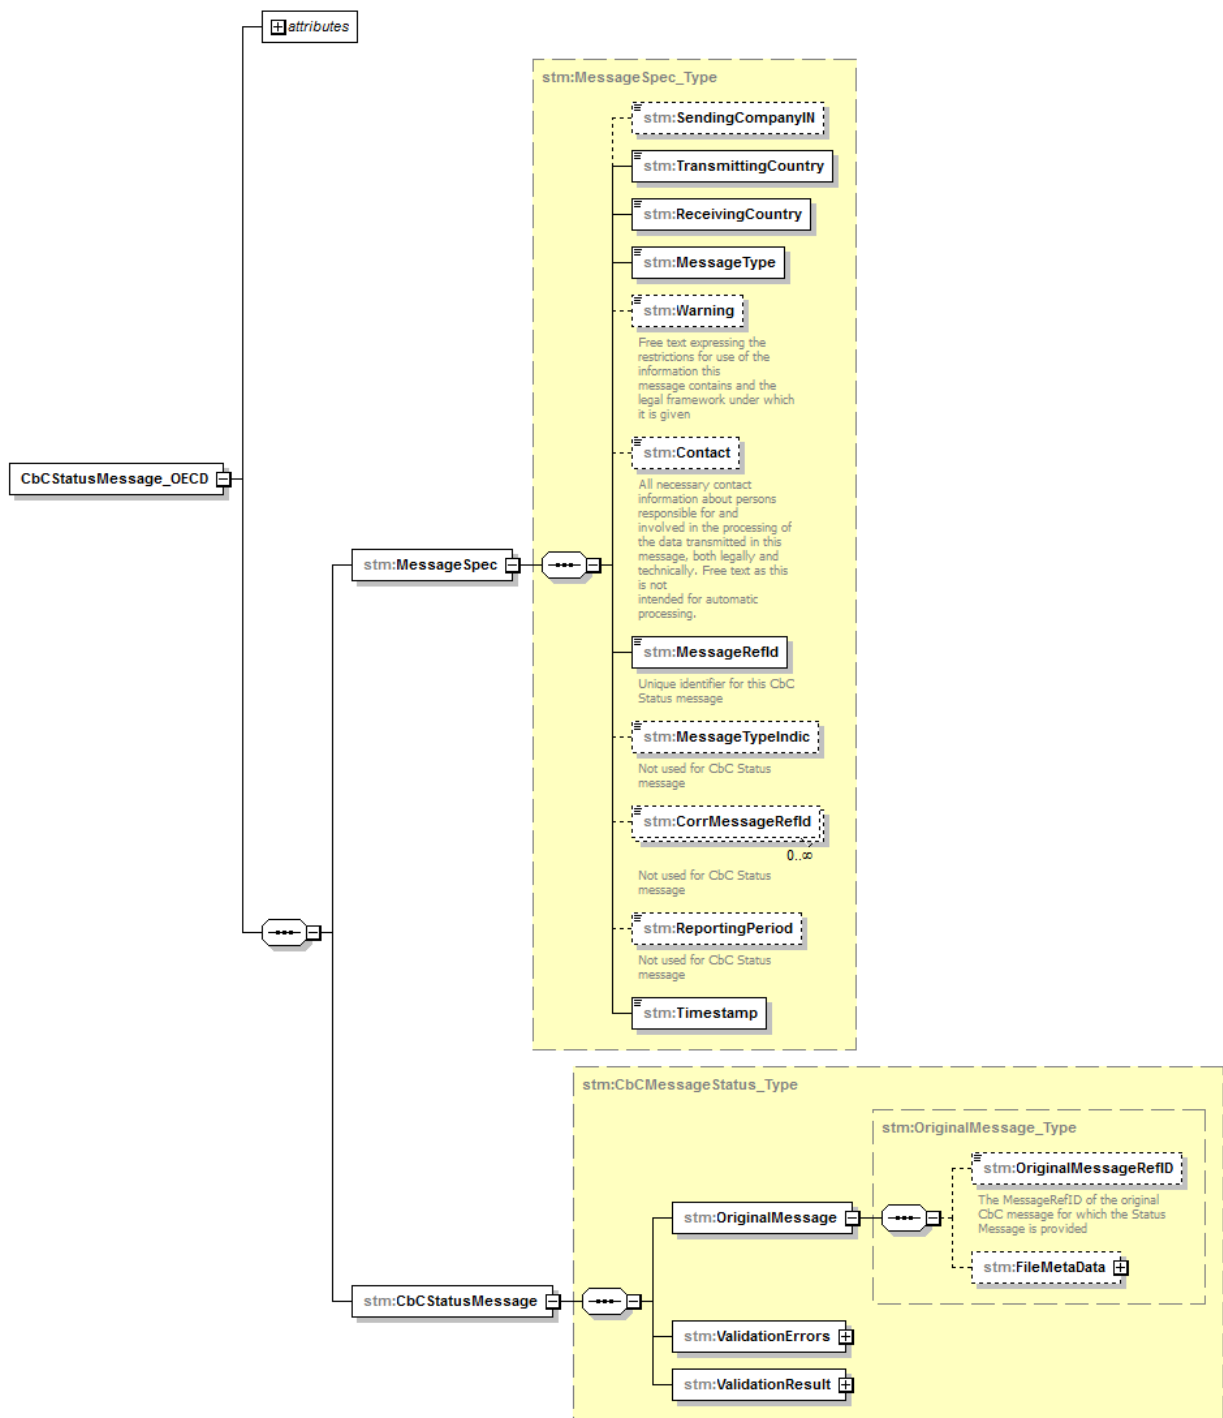 attributes
stm:MessageSpec_Type
stm:SendingCompanyIN
stm:TransmittingCountry
stm:ReceivingCountry
stm:MessageType
stm:Warning
Free text expressing the
restrictions for use of the
information this
message contains and the
legal framework under which
it is given
stm:Contact
CbCStatusMessage_OECD
All necessary contact
information about persons
responsible for and
involved in the processing of
the data transmitted in this
message, both legally and
technically. Free text as this
is not
intended for automatic
processing.
stm:MessageSpec
stm:MessageRefId
Unique identifier for this CbC
Status message
stm:MessageTypeIndic
Not used for CbC Status
message
stm:CorrMessageRefId
0..∞
Not used for CbC Status
message
stm:ReportingPeriod
Not used for CbC Status
message
stm:Timestamp
stm:CbCMessageStatus_Type
stm:OriginalMessage_Type
stm:OriginalMessageRefID
The MessageRefID of the original
CbC message for which the Status
Message is provided
stm:OriginalMessage
stm:FileMetaData
stm:CbCStatusMessage
stm:ValidationErrors
stm:ValidationResult